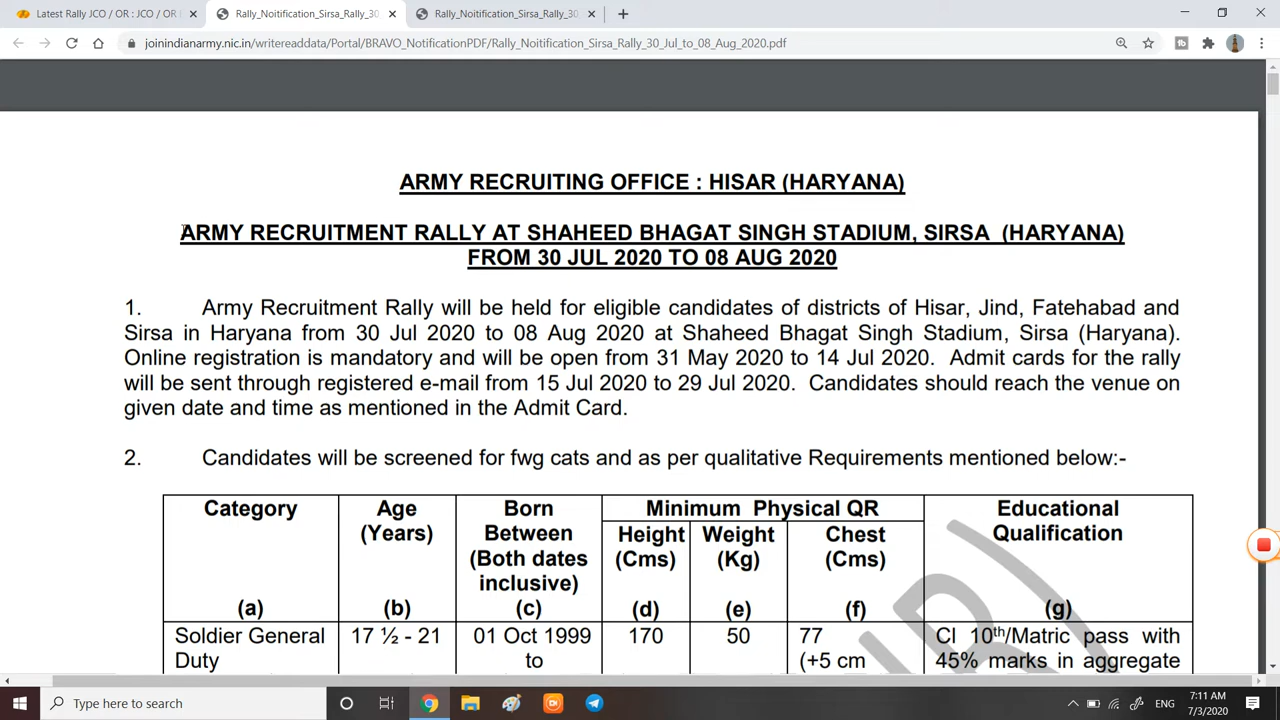 Latest Rally JCO / OR : JCO / OR
Rally_Noitification_Sirsa_Rally_30
Rally_Noitification_Sirsa_Rally_30
joinindianarmy.nic.in/writereaddata/Portal/BRAVO_NotificationPDF/Rally_Noitification_Sirsa_Rally_30_Jul_to_08_Aug_2020.pdf
ARMY RECRUITING OFFICE : HISAR (HARYANA)
ARMY RECRUITMENT RALLY AT SHAHEED BHAGAT SINGH STADIUM, SIRSA (HARYANA)
FROM 30 JUL 2020 TO 08 AUG 2020
1. Army Recruitment Rally will be held for eligible candidates of districts of Hisar, Jind, Fatehabad and
Sirsa in Haryana from 30 Jul 2020 to 08 Aug 2020 at Shaheed Bhagat Singh Stadium, Sirsa (Haryana).
Online registration is mandatory and will be open from 31 May 2020 to 14 Jul 2020. Admit cards for the rally
will be sent through registered e-mail from 15 Jul 2020 to 29 Jul 2020. Candidates should reach the venue on
given date and time as mentioned in the Admit Card.
2. Candidates will be screened for fwg cats and as per qualitative Requirements mentioned below:-
Category Age Born Minimum Physical QR Educational
(Years) Between Height Weight Chest Qualification
(Both dates (Cms) (Kg) (Cms)
inclusive)
(a) (b) (c) (d) (e) (f) (g)
Soldier General 17 ½ - 21 01 Oct 1999 170 50 77 Cl 10th/Matric pass with
Duty to (+5 cm 45% marks in aggregate
Type here to search
ENG
7:11 AM
7/3/2020